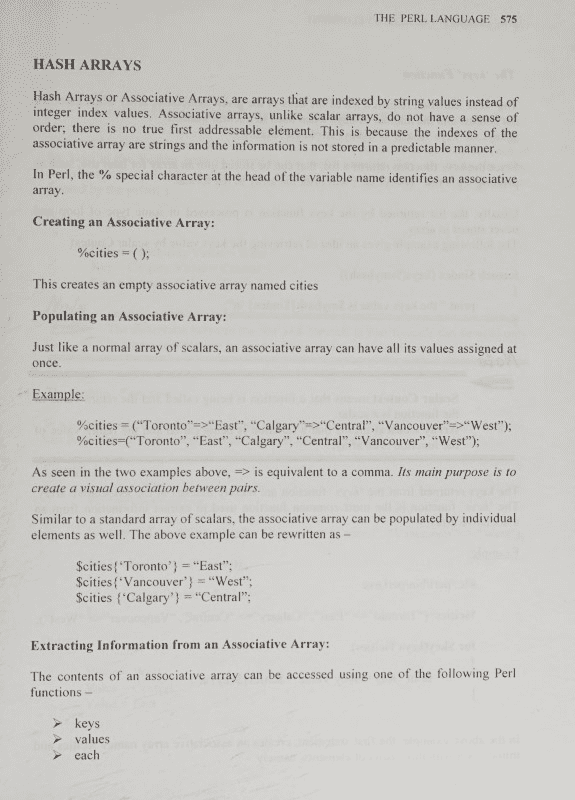 THE PERL LANGUAGE 575
HASH ARRAYS
Hash Arrays or Associative Arrays, are arrays that are indexed by string values instead of
integer index values. Associative arrays, unlike scalar arrays, do not have a sense of
order; there is no true first addressable element. This is because the indexes of the
associative array are strings and the information is not stored in a predictable manner.
In Perl, the % special character at the head of the variable name identifies an associative
array.
Creating an Associative Array:
%cities = ( );
This creates an empty associative array named cities
Populating an Associative Array:
Just like a normal array of scalars, an associative array can have all its values assigned at
once.
Example:
%cities = (“Toronto”=>“East”, “Calgary”=>“Central”, “Vancouver”=>“West”);
%cities=(“Toronto”, “East”, “Calgary”, “Central”, “Vancouver”, “West”);
As seen in the two examples above, => is equivalent to a comma. Its main purpose is to
create a visual association between pairs.
Similar to a standard array of scalars, the associative array can be populated by individual
elements as well. The above example can be rewritten as –
$cities{‘Toronto’} = “East”;
$cities{‘Vancouver’} = “West”;
$cities {‘Calgary’} = “Central”;
Extracting Information from an Associative Array:
The contents of an associative array can be accessed using one of the following Perl
functions –
➢ keys
➢ values
➢ each